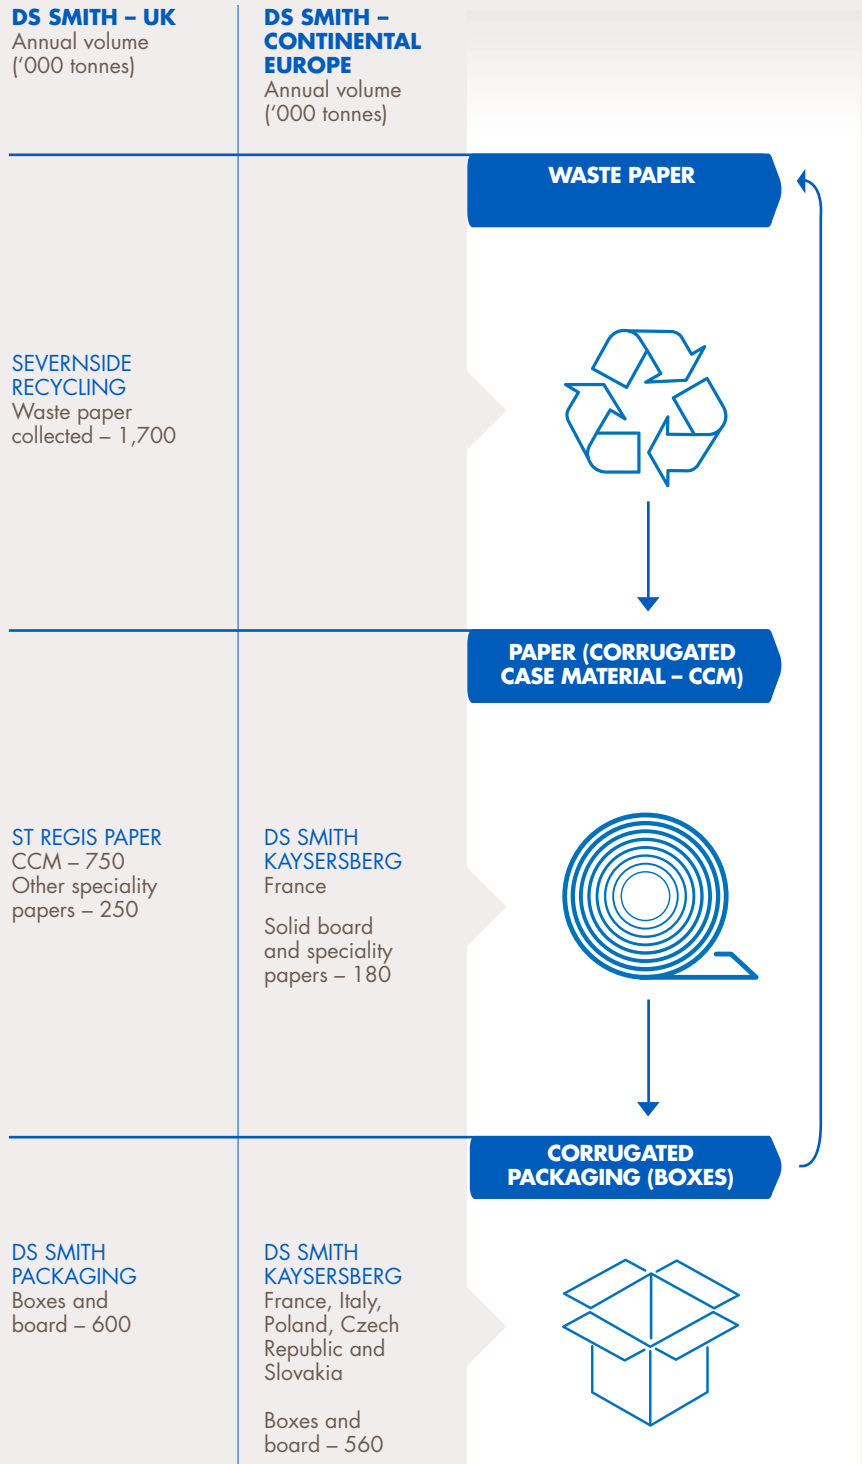 DS SMITH – UK
Annual volume
(’000 tonnes)
DS SMITH –
CONTINENTAL
EUROPE
Annual volume
(’000 tonnes)
WASTE PAPER
SEVERNSIDE
RECYCLING
Waste paper
collected – 1,700
PAPER (CORRUGATED
CASE MATERIAL – CCM)
ST REGIS PAPER
CCM – 750
Other speciality
papers – 250
DS SMITH
KAYSERSBERG
France
Solid board
and speciality
papers – 180
CORRUGATED
PACKAGING (BOXES)
DS SMITH
PACKAGING
Boxes and
board – 600
DS SMITH
KAYSERSBERG
France, Italy,
Poland, Czech
Republic and
Slovakia
Boxes and
board – 560